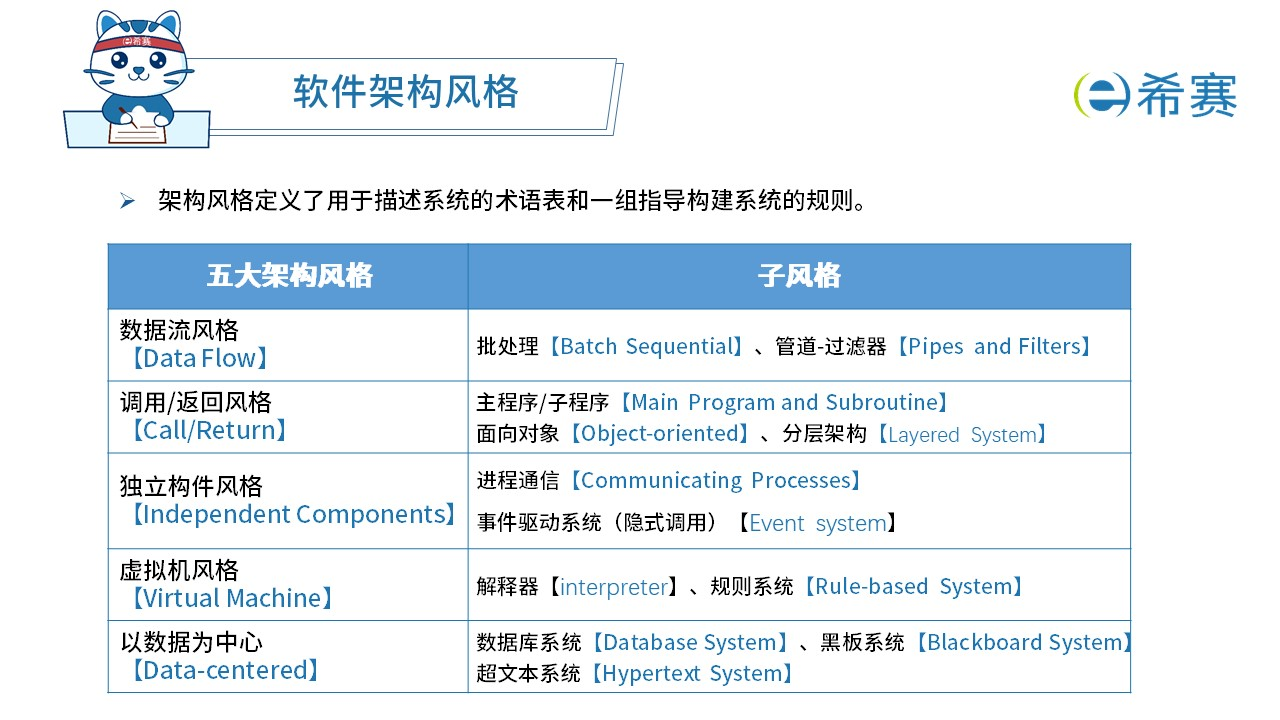 希赛
软件架构风格
希赛
架构风格定义了用于描述系统的术语表和一组指导构建系统的规则。
五大架构风格
子风格
数据流风格
【Data Flow】
批处理【Batch Sequential】、管道-过滤器【Pipes and Filters】
调用/返回风格
【Call/Return】
主程序/子程序【Main Program and Subroutine】
面向对象【Object-oriented】、分层架构【Layered System】
独立构件风格
【Independent Components】
进程通信【Communicating Processes】
事件驱动系统（隐式调用）【Event system】
虚拟机风格
【Virtual Machine】
解释器【interpreter】、规则系统【Rule-based System】
以数据为中心
【Data-centered】
数据库系统【Database System】、黑板系统【Blackboard System】
超文本系统【Hypertext System】